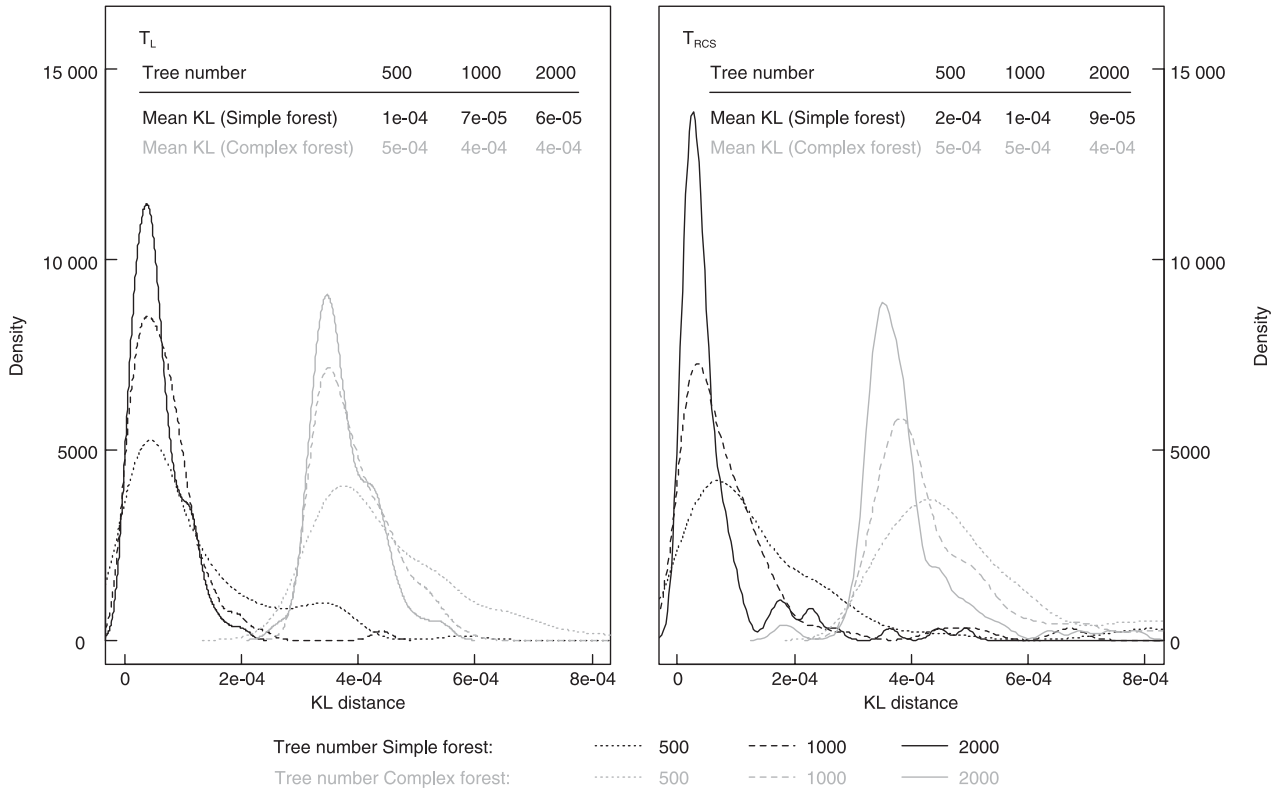 T_L
Tree number 500 1000 2000
Mean KL (Simple forest) 1e-04 7e-05 6e-05
Mean KL (Complex forest) 5e-04 4e-04 4e-04
15 000
10 000
5000
0
Density
0 2e-04 4e-04 6e-04 8e-04
KL distance
T_RCS
Tree number 500 1000 2000
Mean KL (Simple forest) 2e-04 1e-04 9e-05
Mean KL (Complex forest) 5e-04 5e-04 4e-04
15 000
10 000
5000
0
Density
0 2e-04 4e-04 6e-04 8e-04
KL distance
Tree number Simple forest: 500 1000 2000
Tree number Complex forest: 500 1000 2000